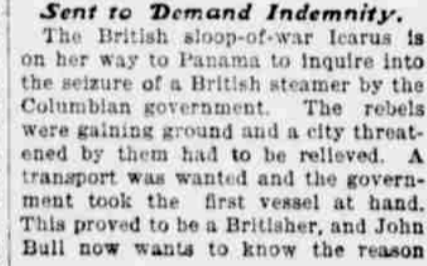 Sent to Demand Indemnity.
The British sloop-of-war Icarus is
on her way to Panama to inquire into
the seizure of a British steamer by the
Columbian government. The rebels
were gaining ground and a city threat-
ened by them had to be relieved. A
transport was wanted and the govern-
ment took the first vessel at hand.
This proved to be a Britisher, and John
Bull now wants to know the reason